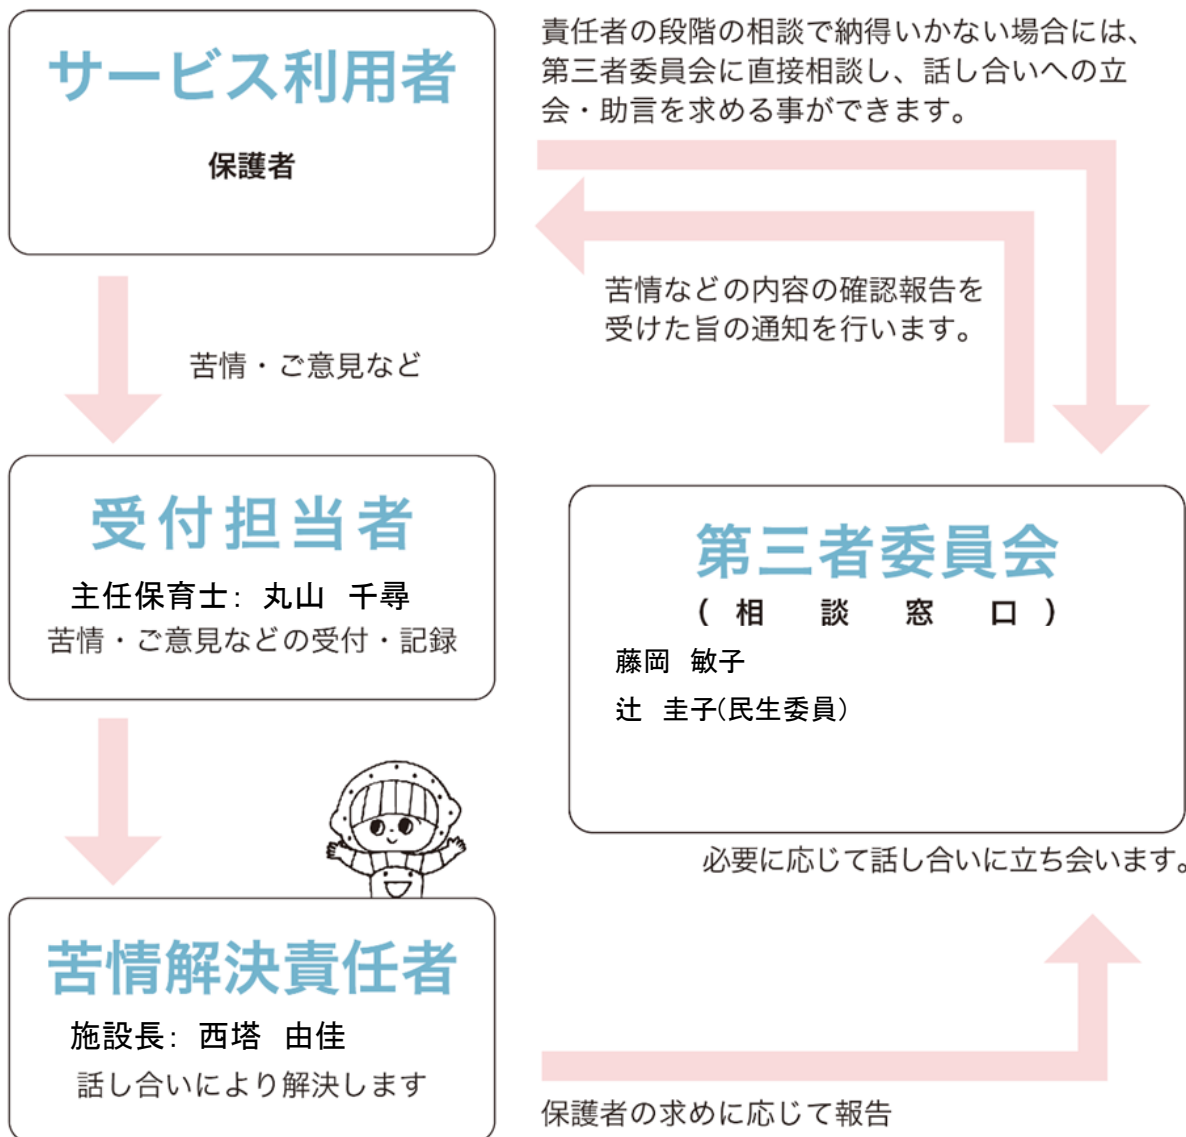 サービス利用者
保護者
責任者の段階の相談で納得いかない場合には、
第三者委員会に直接相談し、話し合いへの立
会・助言を求める事ができます。
苦情などの内容の確認報告を
受けた旨の通知を行います。
苦情・ご意見など
受付担当者
主任保育士: 丸山 千尋
苦情・ご意見などの受付・記録
第三者委員会
(相談窓口)
藤岡 敏子
辻 圭子(民生委員)
必要に応じて話し合いに立ち会います。
苦情解決責任者
施設長: 西塔 由佳
話し合いにより解決します
保護者の求めに応じて報告